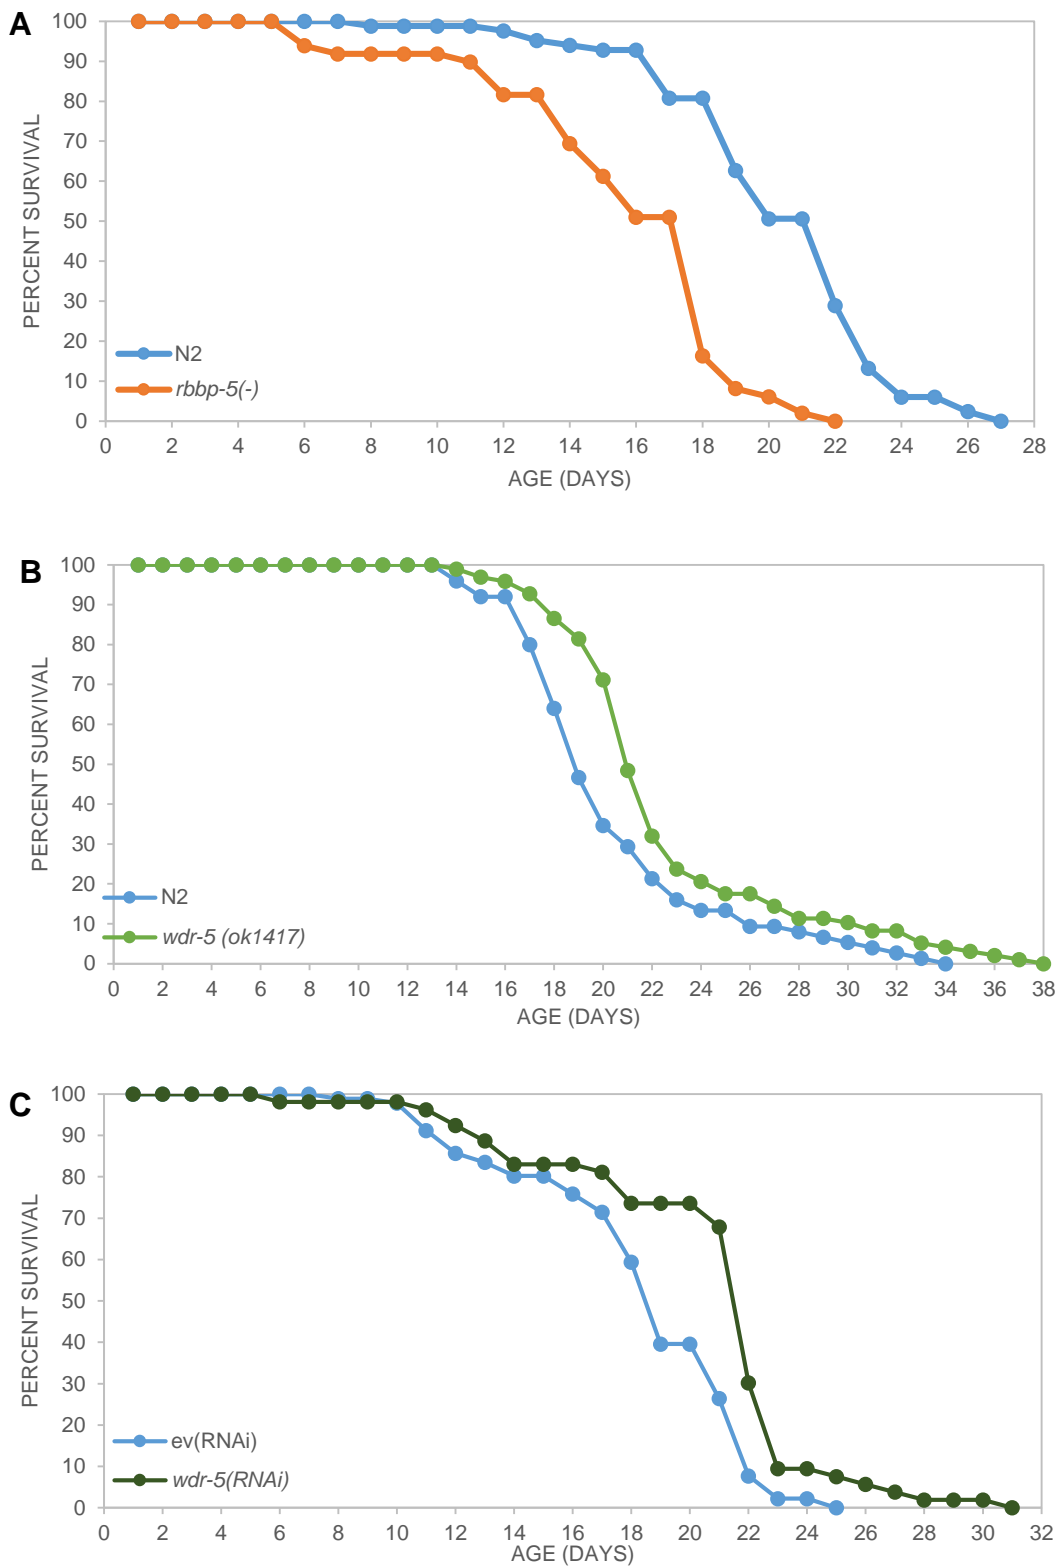 A
100
90
80
70
60
50
40
30
20
10
0
PERCENT SURVIVAL
N2
rbbp-5(-)
0 2 4 6 8 10 12 14 16 18 20 22 24 26 28
AGE (DAYS)
B
100
90
80
70
60
50
40
30
20
10
0
PERCENT SURVIVAL
N2
wdr-5 (ok1417)
0 2 4 6 8 10 12 14 16 18 20 22 24 26 28 30 32 34 36 38
AGE (DAYS)
C
100
90
80
70
60
50
40
30
20
10
0
PERCENT SURVIVAL
ev(RNAi)
wdr-5(RNAi)
0 2 4 6 8 10 12 14 16 18 20 22 24 26 28 30 32
AGE (DAYS)